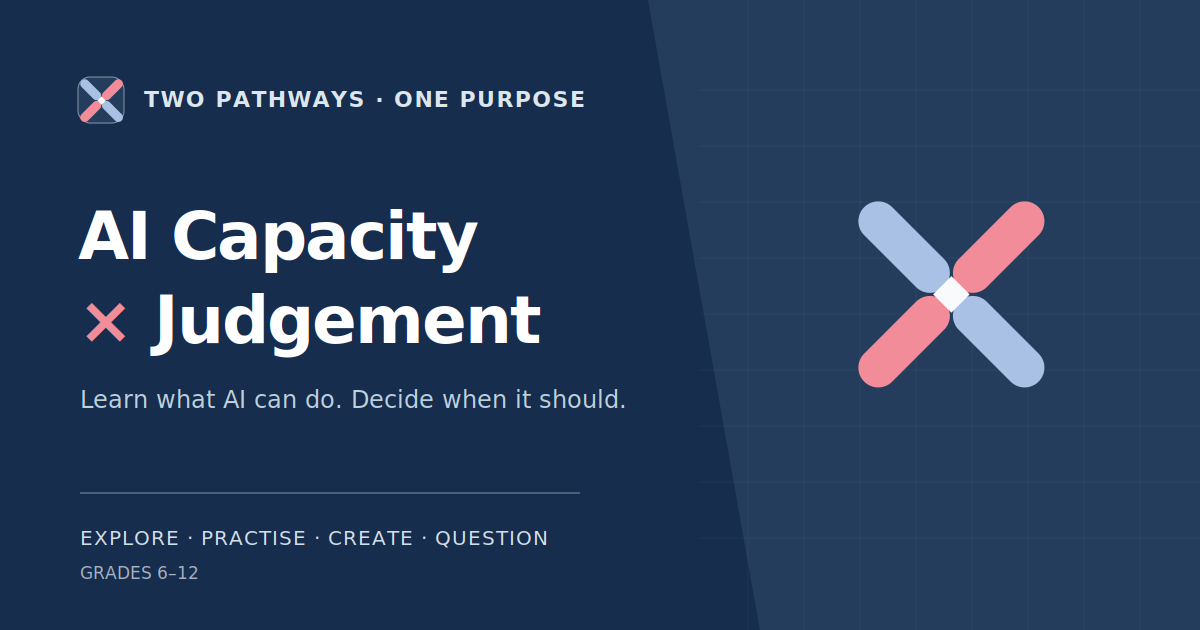 TWO PATHWAYS · ONE PURPOSE
AI Capacity
× Judgement
Learn what AI can do. Decide when it should.
EXPLORE · PRACTISE · CREATE · QUESTION
GRADES 6–12